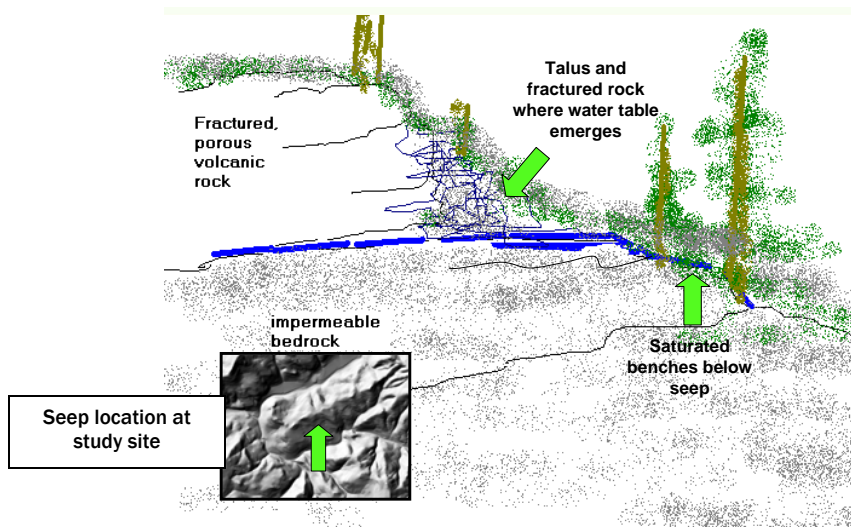 Talus and
fractured rock
where water table
emerges
Fractured,
porous
volcanic
rock
impermeable
bedrock
Saturated
benches below
seep
Seep location at
study site